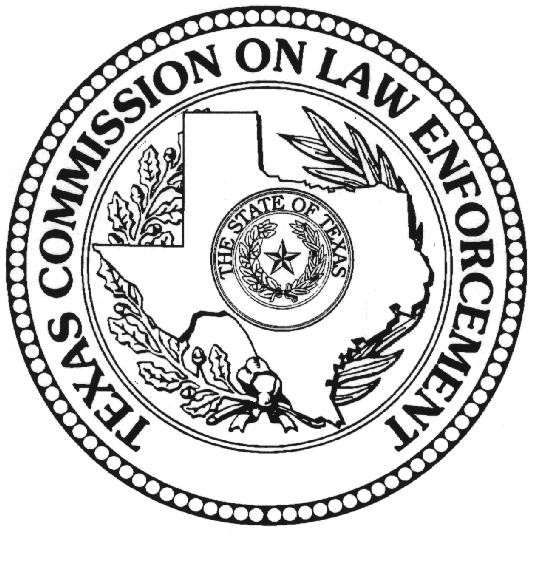 TEXAS COMMISSION ON LAW ENFORCEMENT
THE STATE OF TEXAS